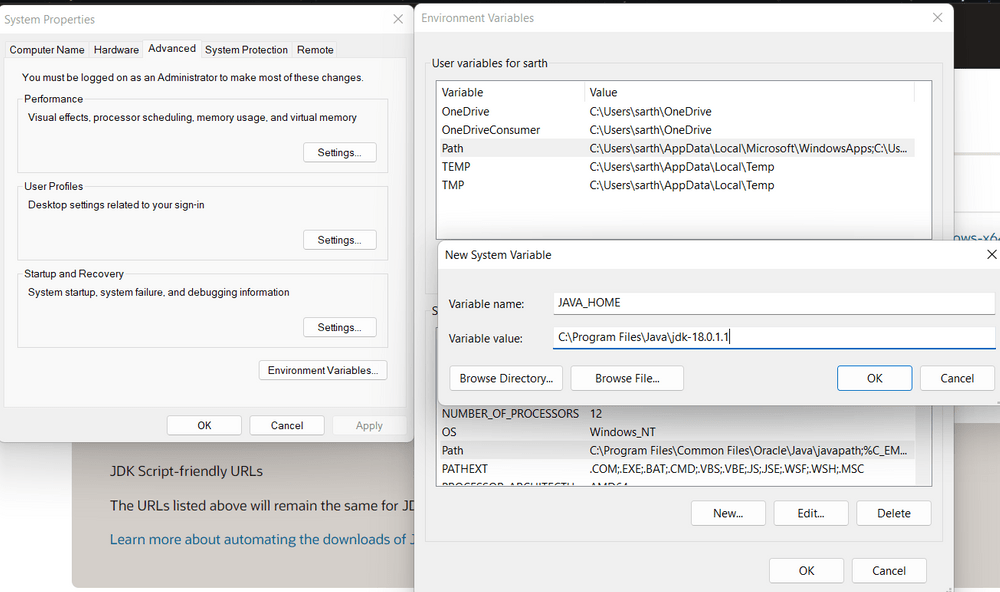 System Properties
Computer Name Hardware Advanced System Protection Remote
You must be logged on as an Administrator to make most of these changes.
Performance
Visual effects, processor scheduling, memory usage, and virtual memory
Settings...
User Profiles
Desktop settings related to your sign-in
Settings...
Startup and Recovery
System startup, system failure, and debugging information
Settings...
Environment Variables...
OK Cancel Apply
JDK Script-friendly URLs
The URLs listed above will remain the same for
Learn more about automating the downloads of
Environment Variables
User variables for sarth
Variable Value
OneDrive C:\Users\sarth\OneDrive
OneDriveConsumer C:\Users\sarth\OneDrive
Path C:\Users\sarth\AppData\Local\Microsoft\WindowsApps;C:\Us...
TEMP C:\Users\sarth\AppData\Local\Temp
TMP C:\Users\sarth\AppData\Local\Temp
New System Variable
Variable name: JAVA_HOME
Variable value: C:\Program Files\Java\jdk-18.0.1.1
Browse Directory... Browse File... OK Cancel
NUMBER_OF_PROCESSORS 12
OS Windows_NT
Path C:\Program Files\Common Files\Oracle\Java\javapath;%C_EM...
PATHEXT .COM;.EXE;.BAT;.CMD;.VBS;.VBE;.JS;.JSE;.WSF;.WSH;.MSC
New... Edit... Delete
OK Cancel